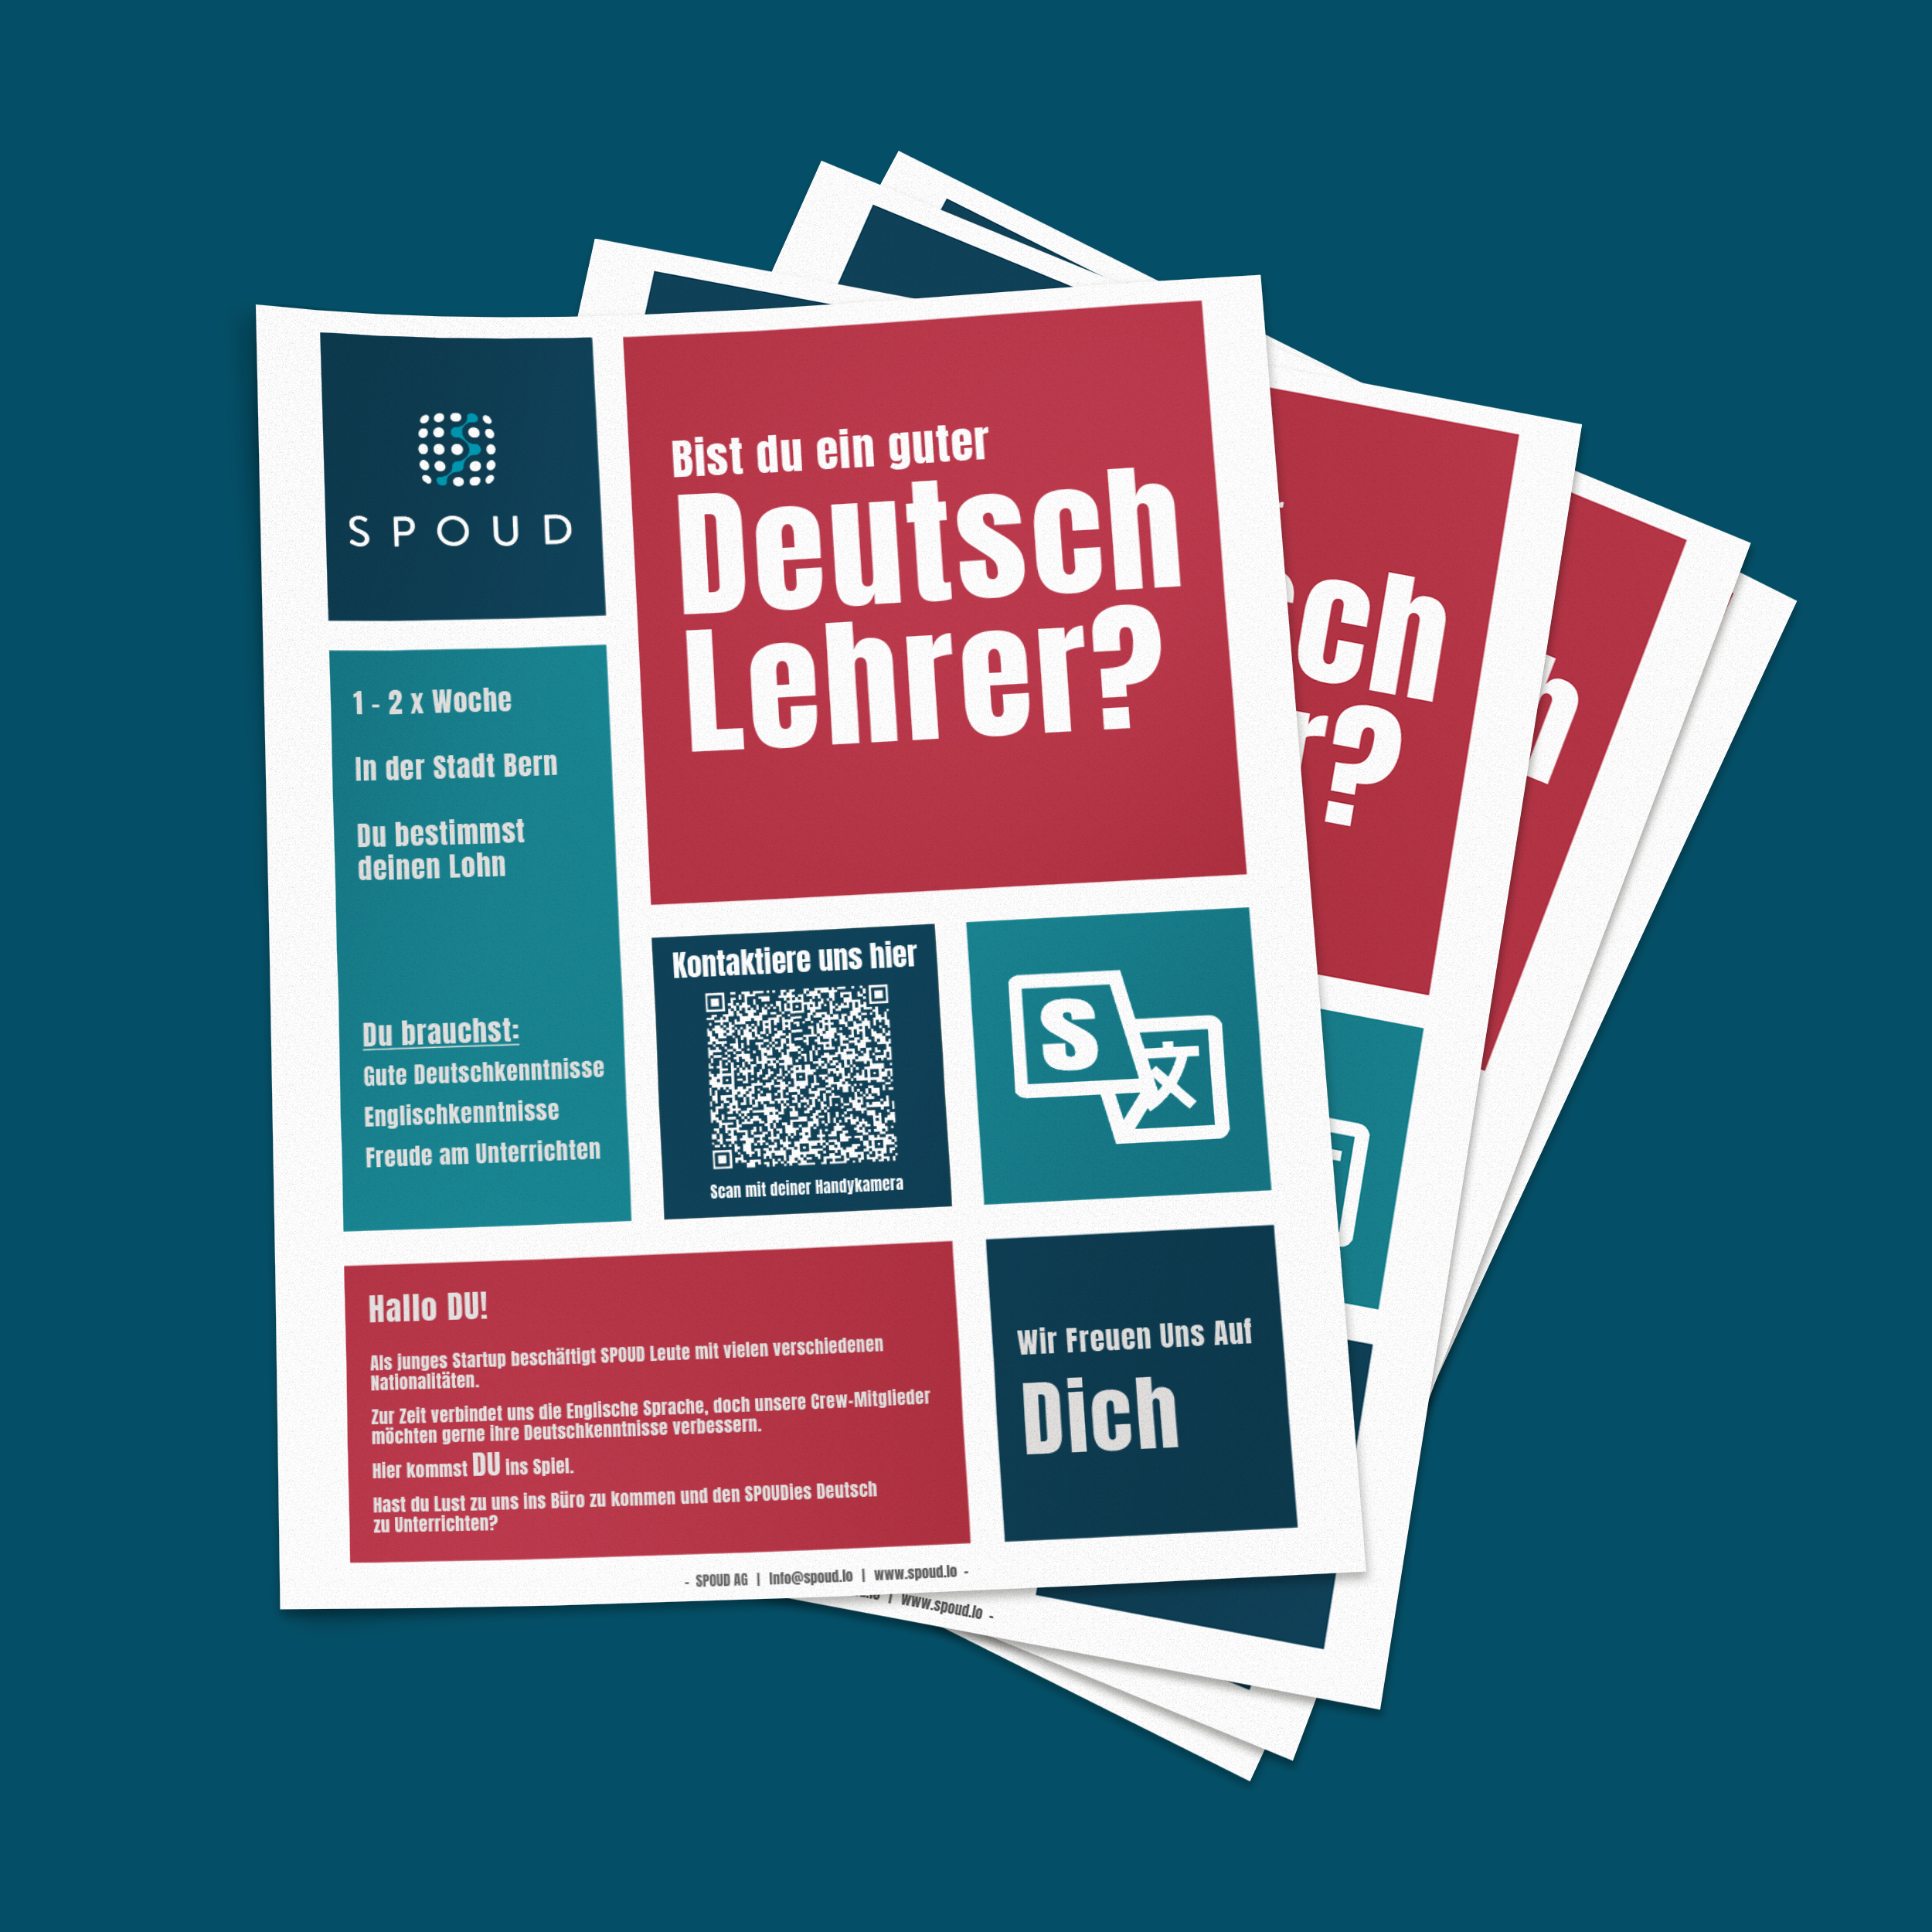 SPOUD
Bist du ein guter
Deutsch
Lehrer?
1 - 2 x Woche
In der Stadt Bern
Du bestimmst
deinen Lohn
Du brauchst:
Gute Deutschkenntnisse
Englischkenntnisse
Freude am Unterrichten
Kontaktiere uns hier
Scan mit deiner Handykamera
S
文
Hallo DU!
Als junges Startup beschäftigt SPOUD Leute mit vielen verschiedenen
Nationalitäten.
Zur Zeit verbindet uns die Englische Sprache, doch unsere Crew-Mitglieder
möchten gerne ihre Deutschkenntnisse verbessern.
Hier kommst DU ins Spiel.
Hast du Lust zu uns ins Büro zu kommen und den SPOUDies Deutsch
zu Unterrichten?
Wir Freuen Uns Auf
Dich
- SPOUD AG | Info@spoud.io | www.spoud.io -
ch
r?
h
| www.spoud.io -